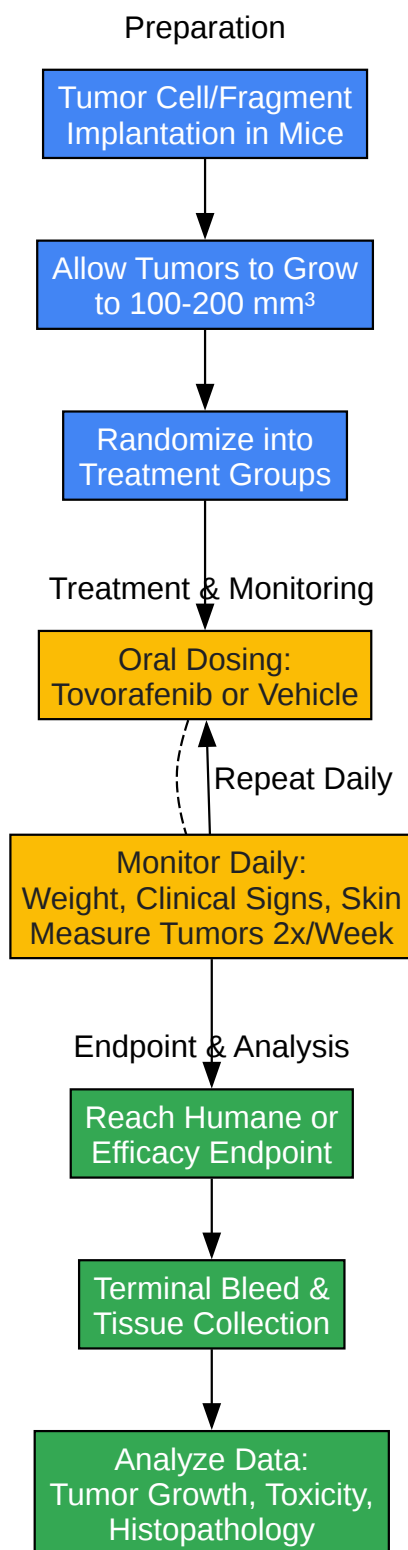 Preparation
Tumor Cell/Fragment
Implantation in Mice
Allow Tumors to Grow
to 100-200 mm³
Randomize into
Treatment Groups
Treatment & Monitoring
Oral Dosing:
Tovorafenib or Vehicle
Repeat Daily
Monitor Daily:
Weight, Clinical Signs, Skin
Measure Tumors 2x/Week
Endpoint & Analysis
Reach Humane or
Efficacy Endpoint
Terminal Bleed &
Tissue Collection
Analyze Data:
Tumor Growth, Toxicity,
Histopathology